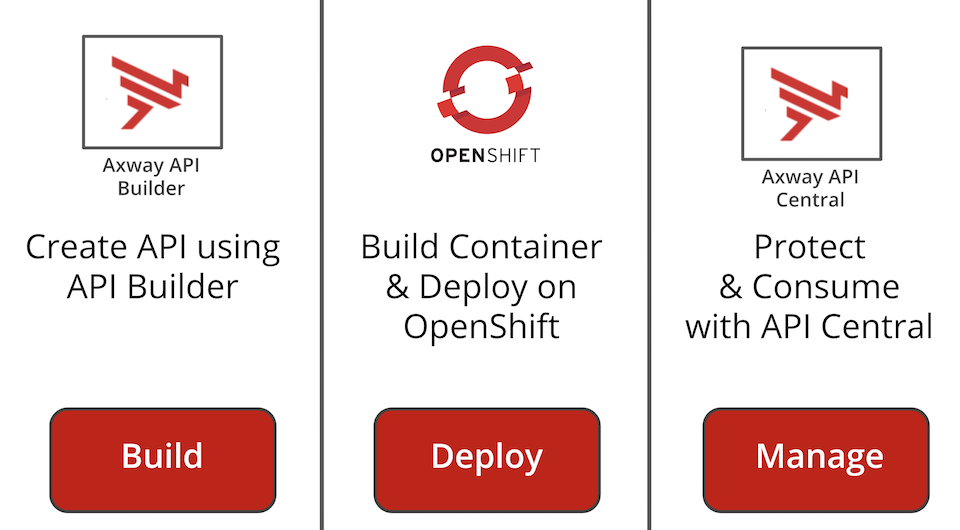 Axway API
Builder
Create API using
API Builder
Build
OPENSHIFT
Build Container
& Deploy on
OpenShift
Deploy
Axway API
Central
Protect
& Consume
with API Central
Manage